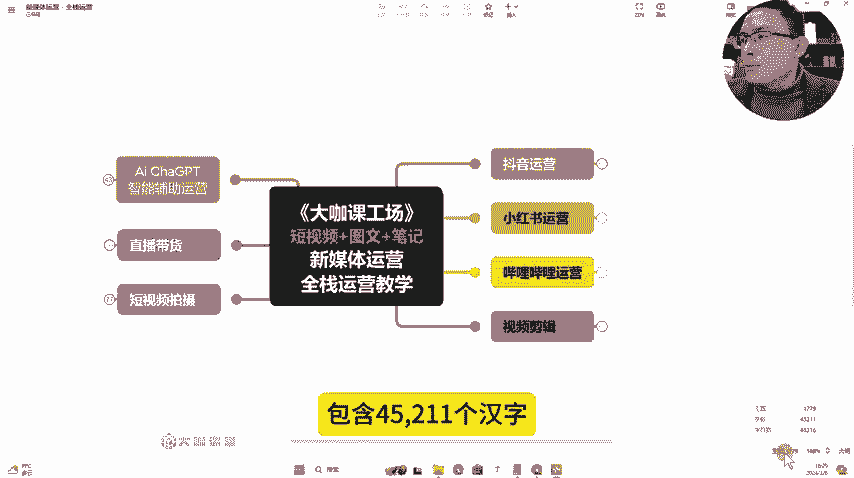 新媒体运营·全栈运营
Ai ChaGPT
智能辅助运营
直播带货
短视频拍摄
《大咖课工场》
短视频+图文+笔记
新媒体运营
全栈运营教学
抖音运营
小红书运营
哔哩哔哩运营
视频剪辑
包含45,211个汉字
搜索